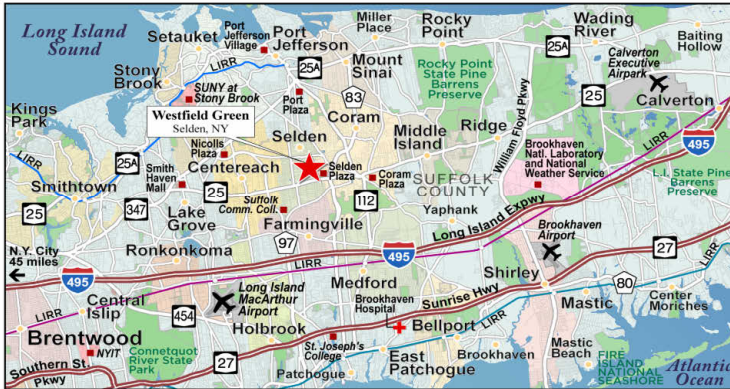 Long Island
Sound
Setauket
Port
Jefferson
Village
Port
Jefferson
Miller
Place
Rocky
Point
Wading
River
Baiting
Hollow
25A
25A
LIRR
Stony
Brook
SUNY at
Stony Brook
Mount
Sinai
Rocky Point
State Pine
Barrens
Preserve
Calverton
Executive
Airpark
Calverton
Kings
Park
Port
Plaza
83
25
Westfield Green
Selden, NY
Coram
William Floyd Pkwy
Selden
Middle
Island
Ridge
495
LIRR
Nicolls
Plaza
Brookhaven
Natl. Laboratory
and National
Weather Service
25A
Smith
Haven
Mall
Centereach
Selden
Plaza
Coram
Plaza
SUFFOLK
COUNTY
LIRR
Smithtown
25
L.I. State Pine
Barrens
Preserve
25
347
Lake
Grove
Suffolk
Comm. Coll.
112
Yaphank
Farmingville
Long Island Expwy
Brookhaven
Airport
27
97
N.Y. City
45 miles
Ronkonkoma
LIRR
495
495
Medford
Shirley
80
Long Island
MacArthur
Airport
Brookhaven
Hospital
Sunrise Hwy
Central
Islip
LIRR
454
Mastic
Center
Moriches
Brentwood
Holbrook
Bellport
LIRR
NYIT
Connetquot
River State
Park
St. Joseph's
College
East
Patchogue
Brookhaven
Mastic
Beach
Southern St.
Pkwy
27
Patchogue
FIRE
ISLAND
NATIONAL
SEASHORE
Atlantic
Ocean